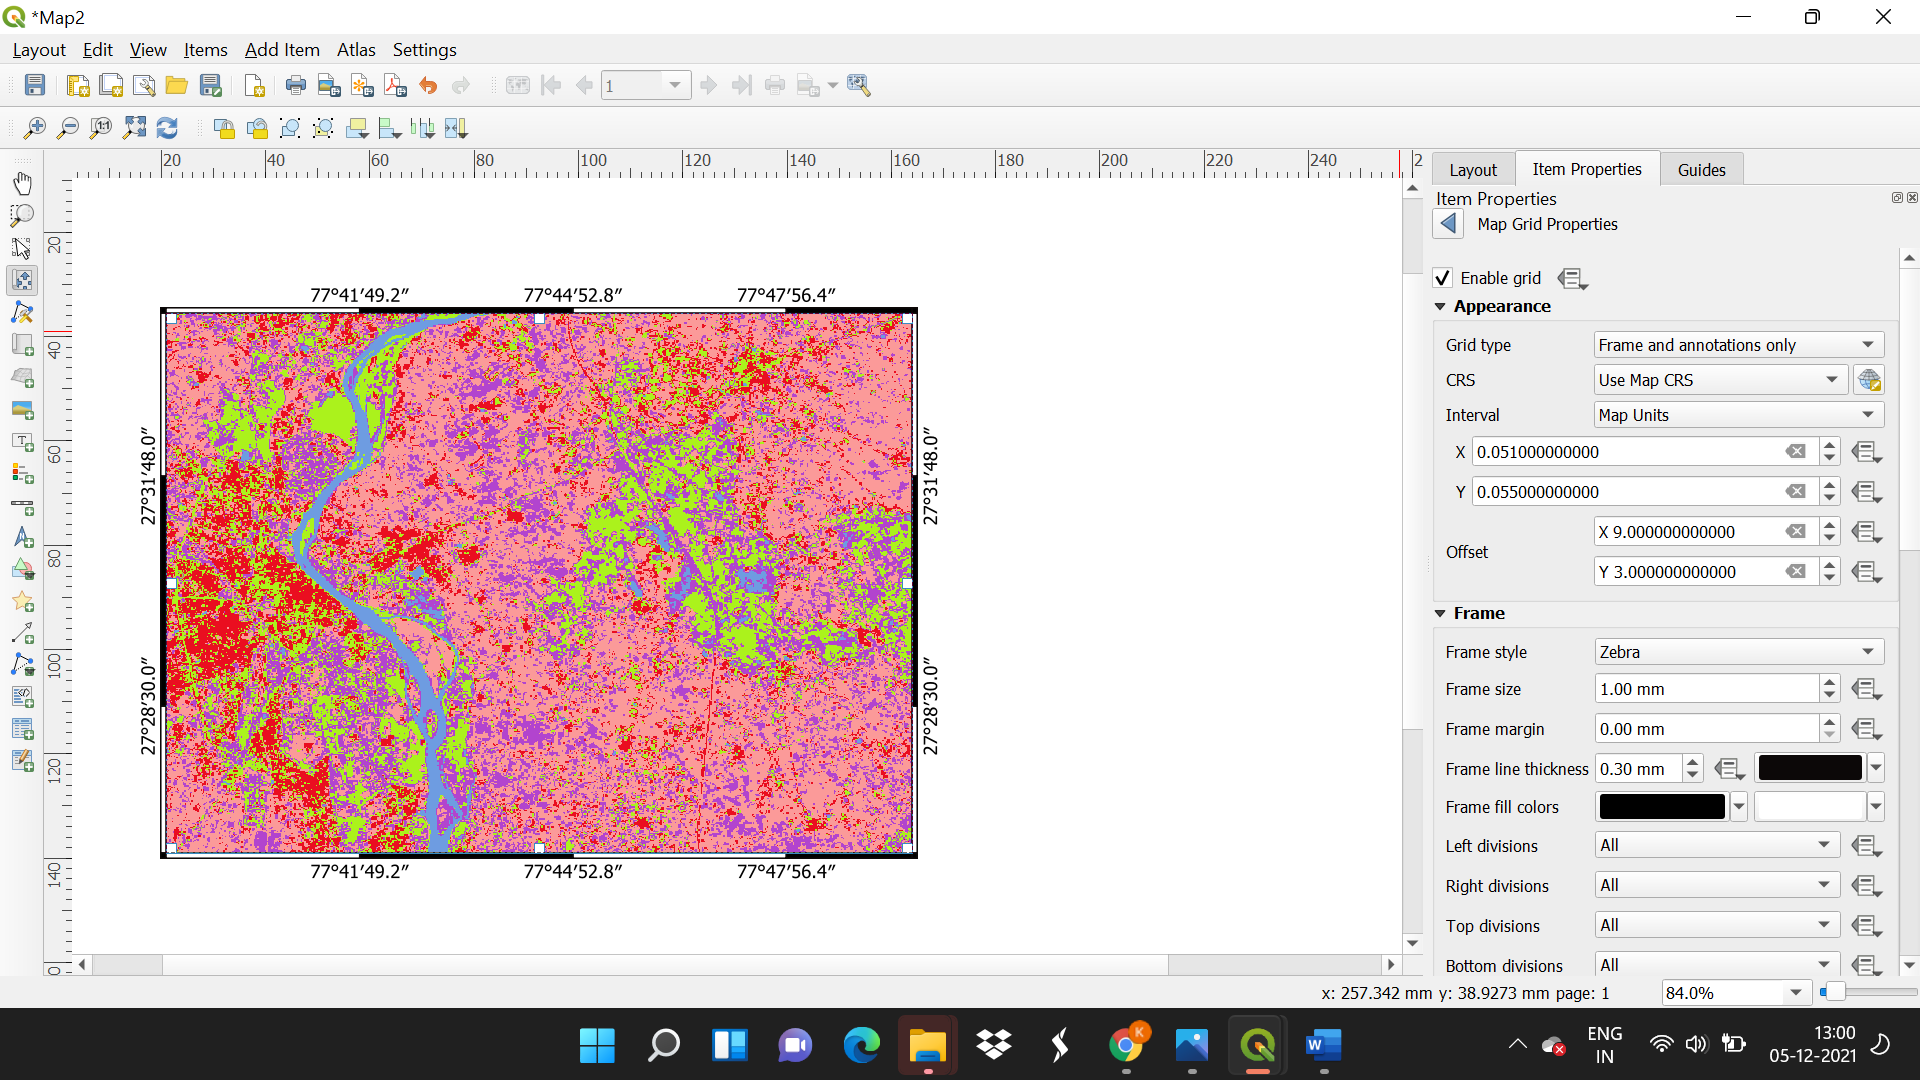 *Map2
Layout Edit View Items Add Item Atlas Settings
1
20 40 60 80 100 120 140 160 180 200 220 240 2
20
40
60
80
100
120
140
0
77°41′49.2″ 77°44′52.8″ 77°47′56.4″
27°31′48.0″ 27°31′48.0″
27°28′30.0″ 27°28′30.0″
77°41′49.2″ 77°44′52.8″ 77°47′56.4″
Layout Item Properties Guides
Item Properties
Map Grid Properties
Enable grid
Appearance
Grid type Frame and annotations only
CRS Use Map CRS
Interval Map Units
X 0.051000000000
Y 0.055000000000
Offset
X 9.000000000000
Y 3.000000000000
Frame
Frame style Zebra
Frame size 1.00 mm
Frame margin 0.00 mm
Frame line thickness 0.30 mm
Frame fill colors
Left divisions All
Right divisions All
Top divisions All
Bottom divisions All
x: 257.342 mm y: 38.9273 mm page: 1 84.0%
K
W
ENG
IN
13:00
05-12-2021